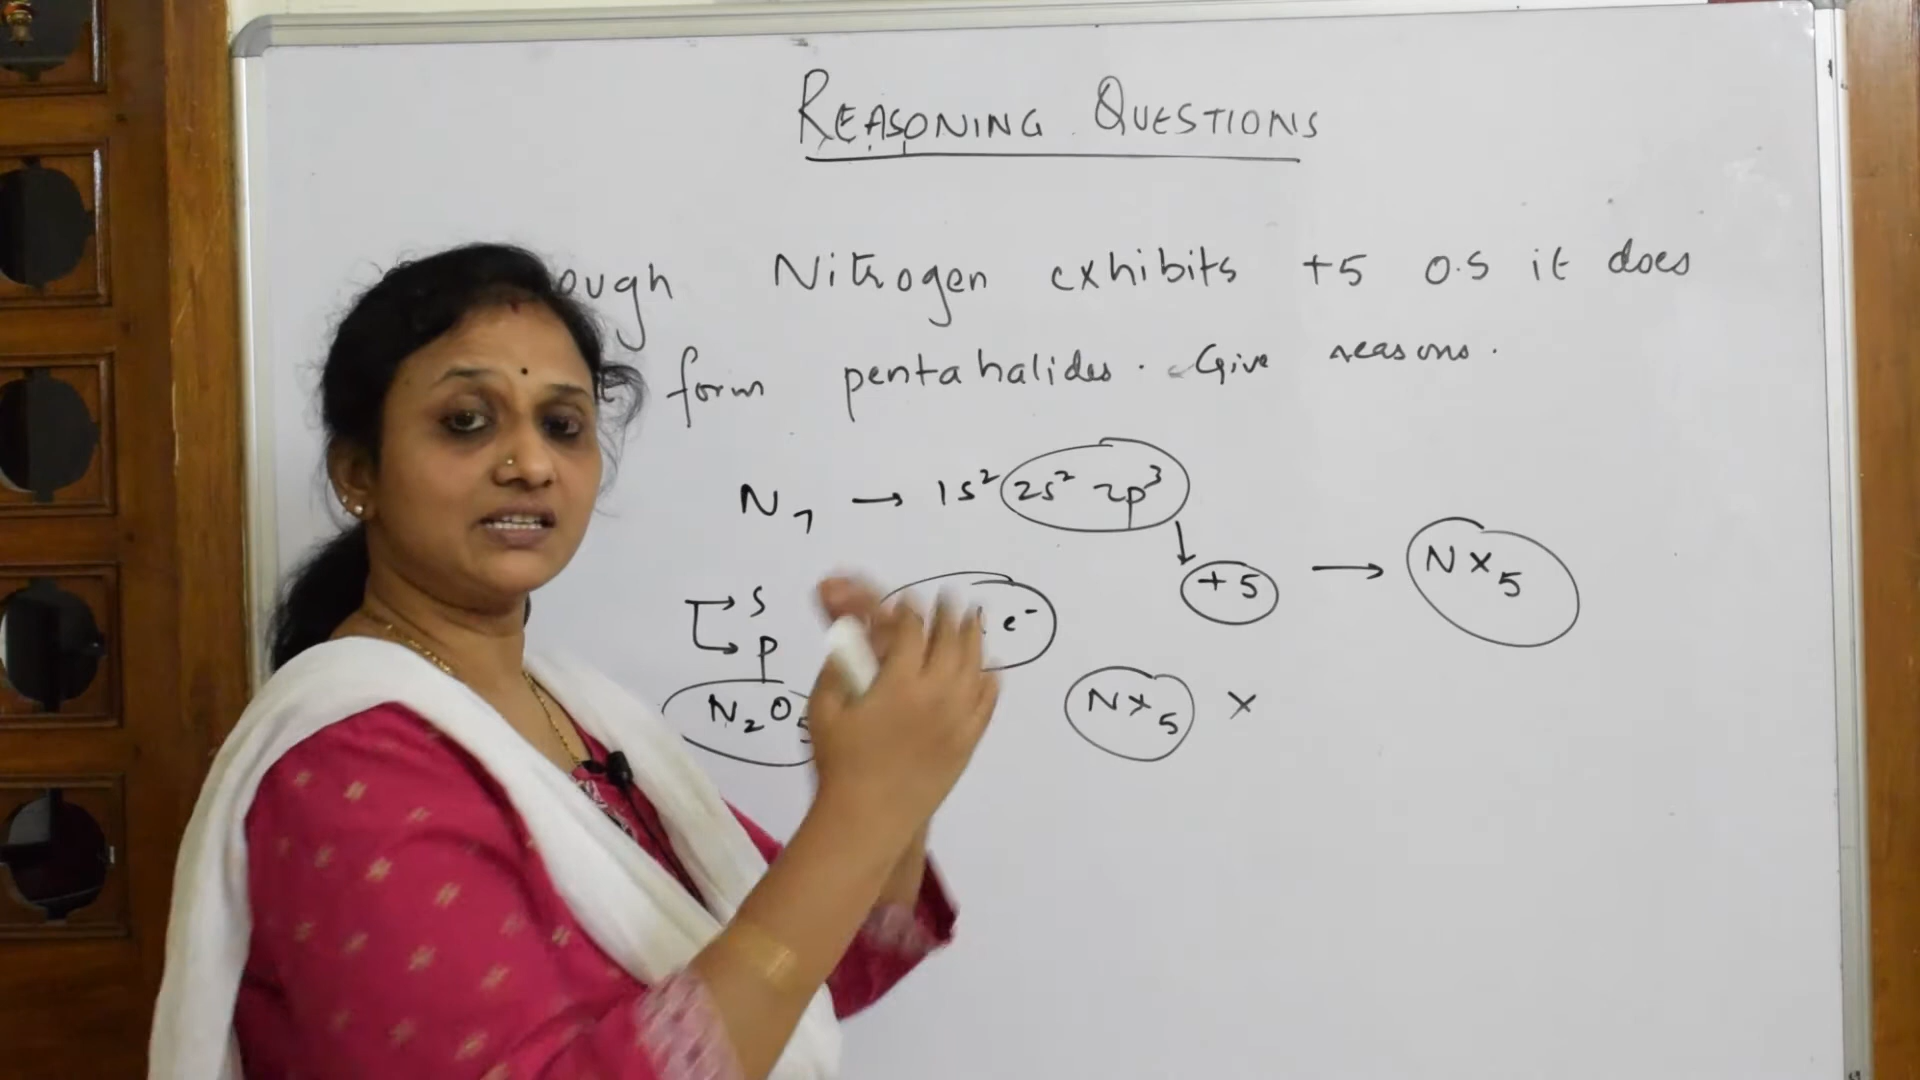 REASONING QUESTIONS
ough Nitrogen exhibits +5 O.S it does
form pentahalides. Give reasons.
N₇ → 1s² 2s² 2p³
+5 → NX₅
s
e⁻
p
N₂O₅
NX₅ X